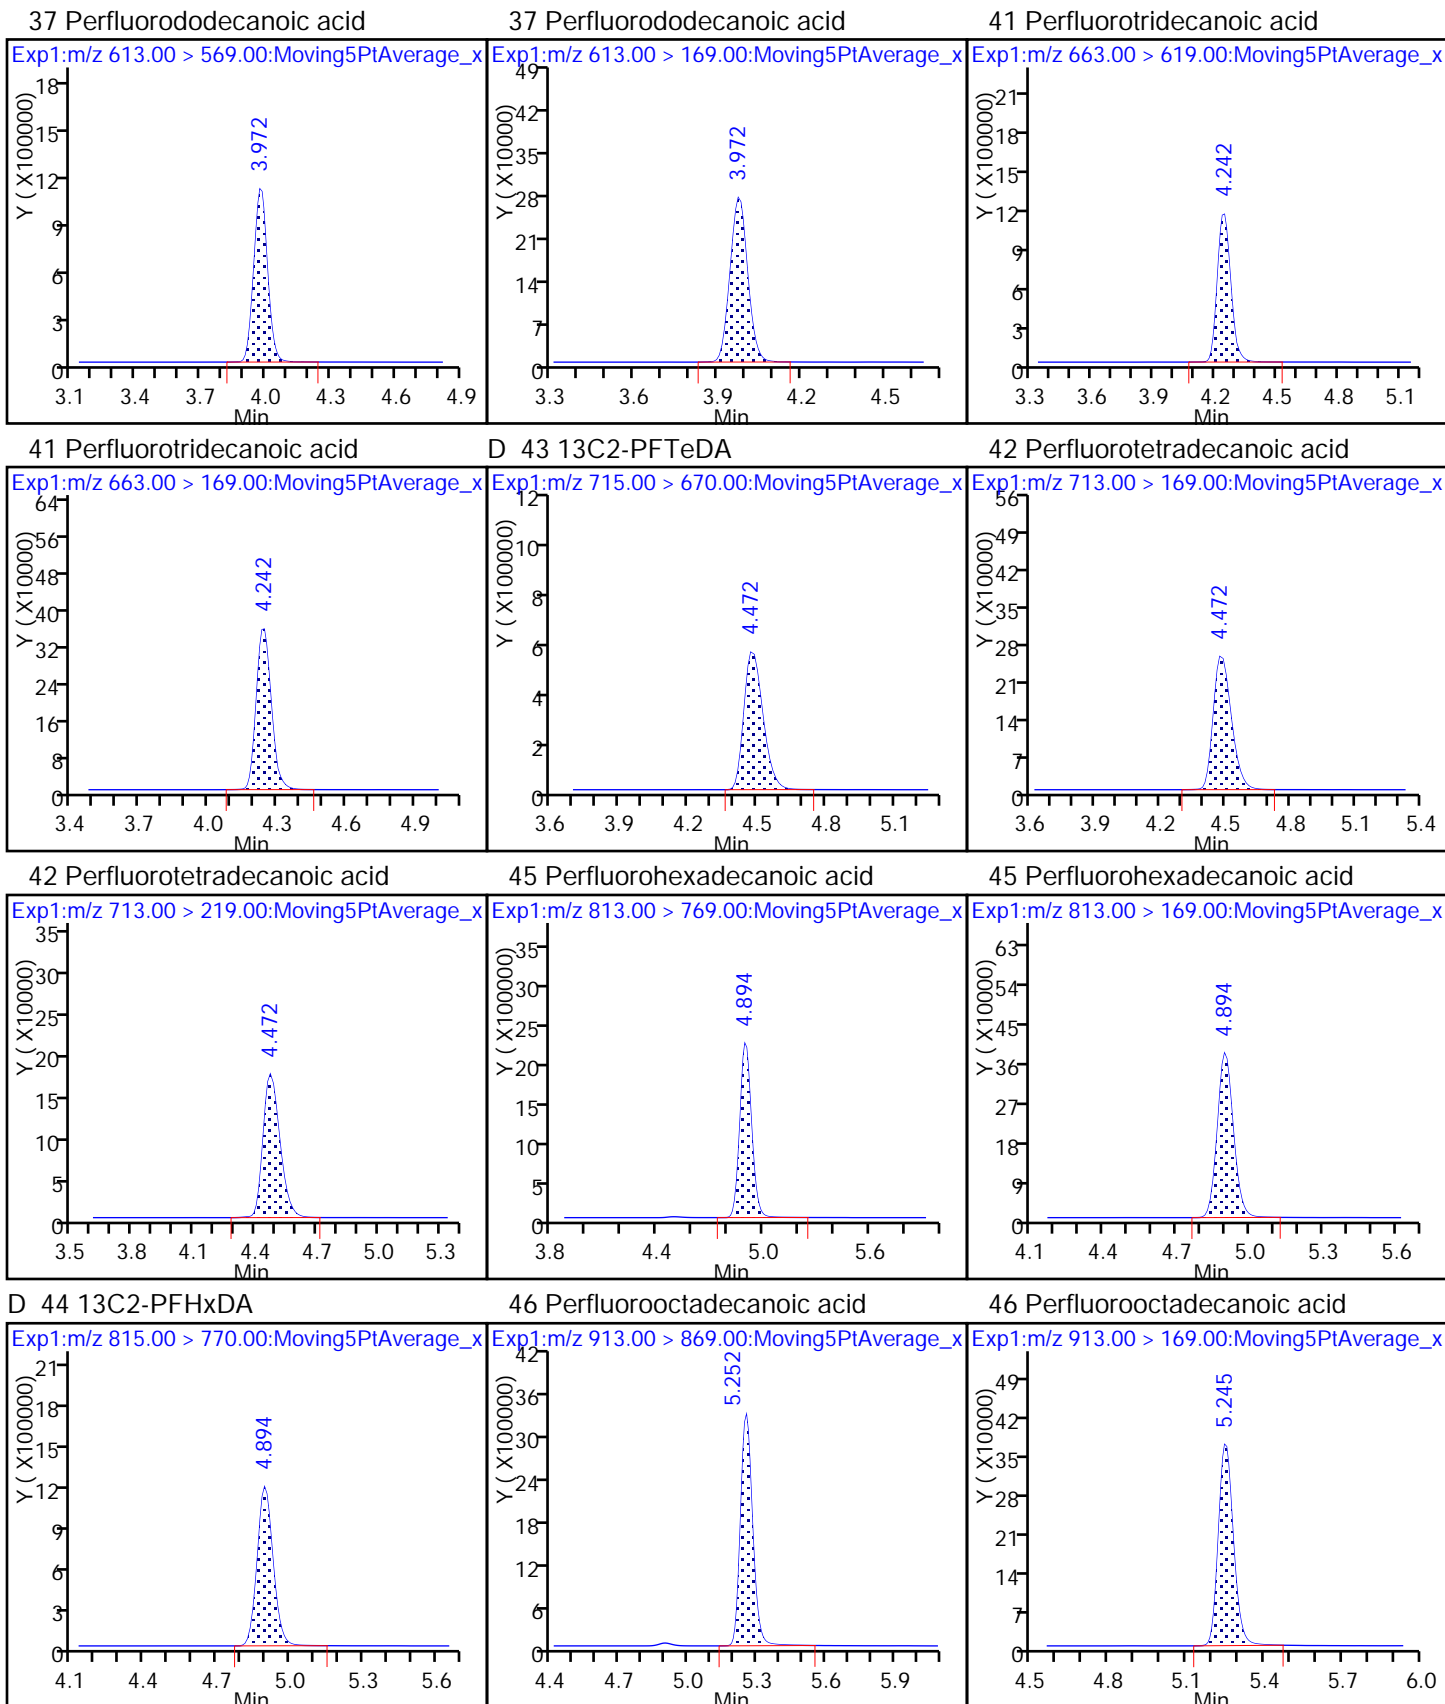 37 Perfluorododecanoic acid
Exp1:m/z 613.00 > 569.00:Moving5PtAverage_x
Y ( X100000)
18
15
12
9
6
3
0
3.972
3.1 3.4 3.7 4.0 4.3 4.6 4.9
Min
37 Perfluorododecanoic acid
Exp1:m/z 613.00 > 169.00:Moving5PtAverage_x
Y ( X10000)
49
42
35
28
21
14
7
0
3.972
3.3 3.6 3.9 4.2 4.5
Min
41 Perfluorotridecanoic acid
Exp1:m/z 663.00 > 619.00:Moving5PtAverage_x
Y ( X100000)
21
18
15
12
9
6
3
0
4.242
3.3 3.6 3.9 4.2 4.5 4.8 5.1
Min
41 Perfluorotridecanoic acid
Exp1:m/z 663.00 > 169.00:Moving5PtAverage_x
Y ( X10000)
64
56
48
40
32
24
16
8
0
4.242
3.4 3.7 4.0 4.3 4.6 4.9
Min
D 43 13C2-PFTeDA
Exp1:m/z 715.00 > 670.00:Moving5PtAverage_x
Y ( X100000)
12
10
8
6
4
2
0
4.472
3.6 3.9 4.2 4.5 4.8 5.1
Min
42 Perfluorotetradecanoic acid
Exp1:m/z 713.00 > 169.00:Moving5PtAverage_x
Y ( X10000)
56
49
42
35
28
21
14
7
0
4.472
3.6 3.9 4.2 4.5 4.8 5.1 5.4
Min
42 Perfluorotetradecanoic acid
Exp1:m/z 713.00 > 219.00:Moving5PtAverage_x
Y ( X10000)
35
30
25
20
15
10
5
0
4.472
3.5 3.8 4.1 4.4 4.7 5.0 5.3
Min
45 Perfluorohexadecanoic acid
Exp1:m/z 813.00 > 769.00:Moving5PtAverage_x
Y ( X100000)
35
30
25
20
15
10
5
0
4.894
3.8 4.4 5.0 5.6
Min
45 Perfluorohexadecanoic acid
Exp1:m/z 813.00 > 169.00:Moving5PtAverage_x
Y ( X10000)
63
54
45
36
27
18
9
0
4.894
4.1 4.4 4.7 5.0 5.3 5.6
Min
D 44 13C2-PFHxDA
Exp1:m/z 815.00 > 770.00:Moving5PtAverage_x
Y ( X100000)
21
18
15
12
9
6
3
0
4.894
4.1 4.4 4.7 5.0 5.3 5.6
Min
46 Perfluorooctadecanoic acid
Exp1:m/z 913.00 > 869.00:Moving5PtAverage_x
Y ( X100000)
42
36
30
24
18
12
6
0
5.252
4.4 4.7 5.0 5.3 5.6 5.9
Min
46 Perfluorooctadecanoic acid
Exp1:m/z 913.00 > 169.00:Moving5PtAverage_x
Y ( X10000)
49
42
35
28
21
14
7
0
5.245
4.5 4.8 5.1 5.4 5.7 6.0
Min